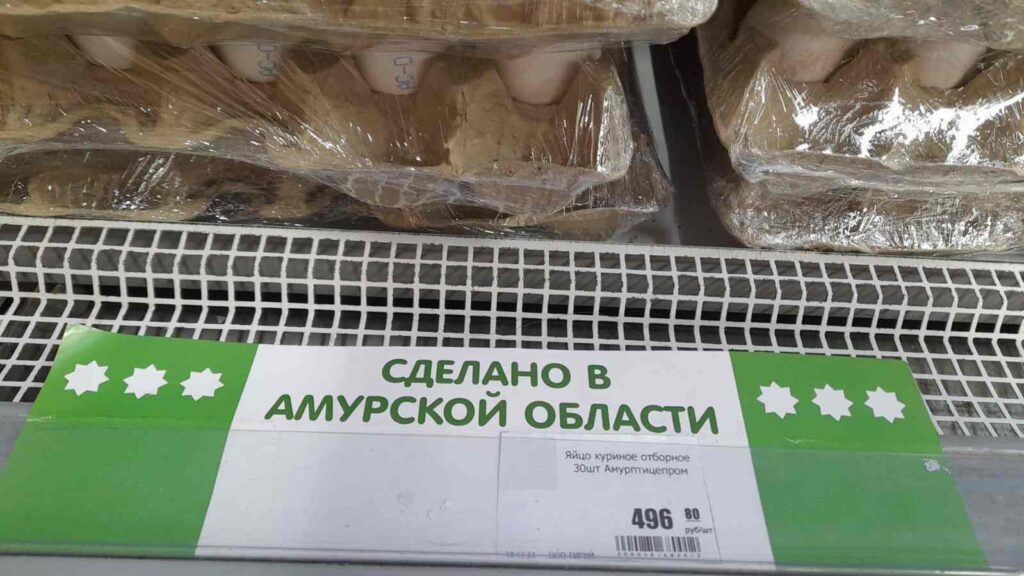 СДЕЛАНО В
АМУРСКОЙ ОБЛАСТИ
Яйцо куриное отборное
30шт Амурптицепром
496 80
руб/шт